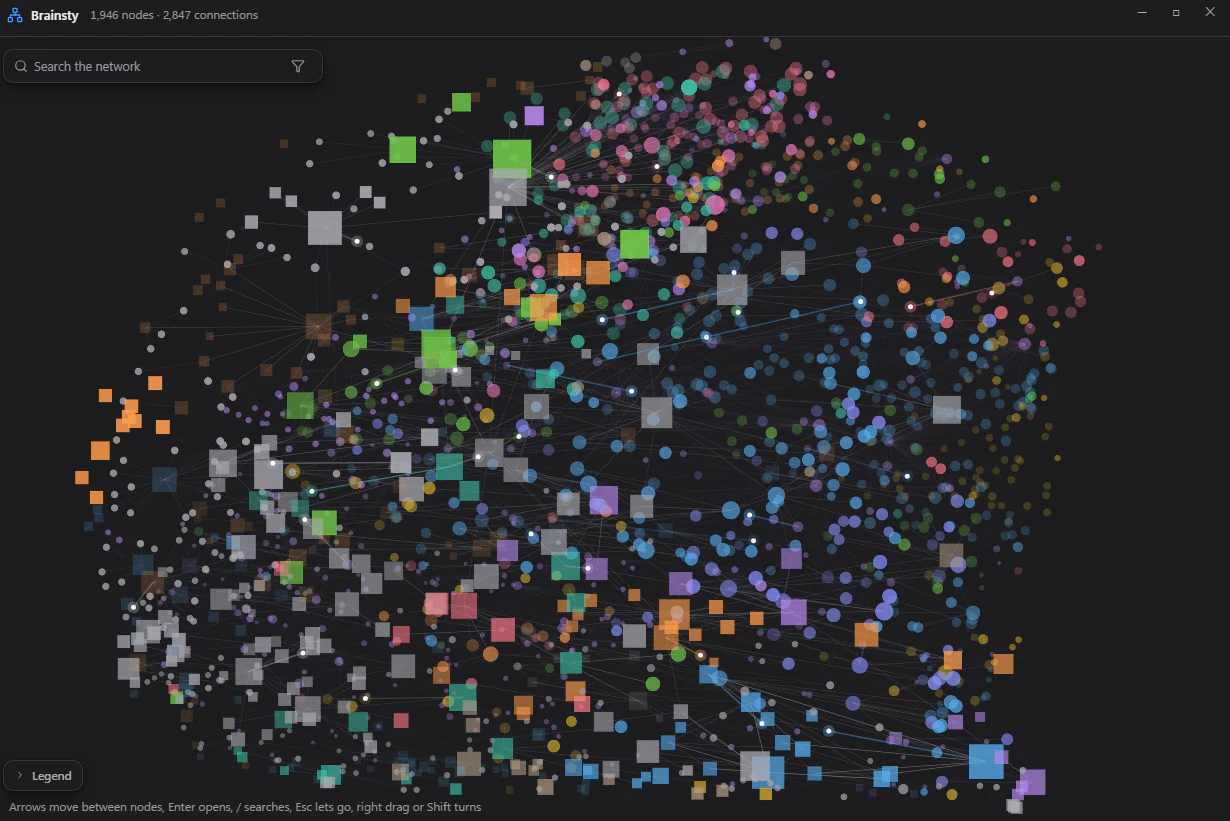 Brainsty 1,946 nodes · 2,847 connections
Search the network
Legend
Arrows move between nodes, Enter opens, / searches, Esc lets go, right drag or Shift turns